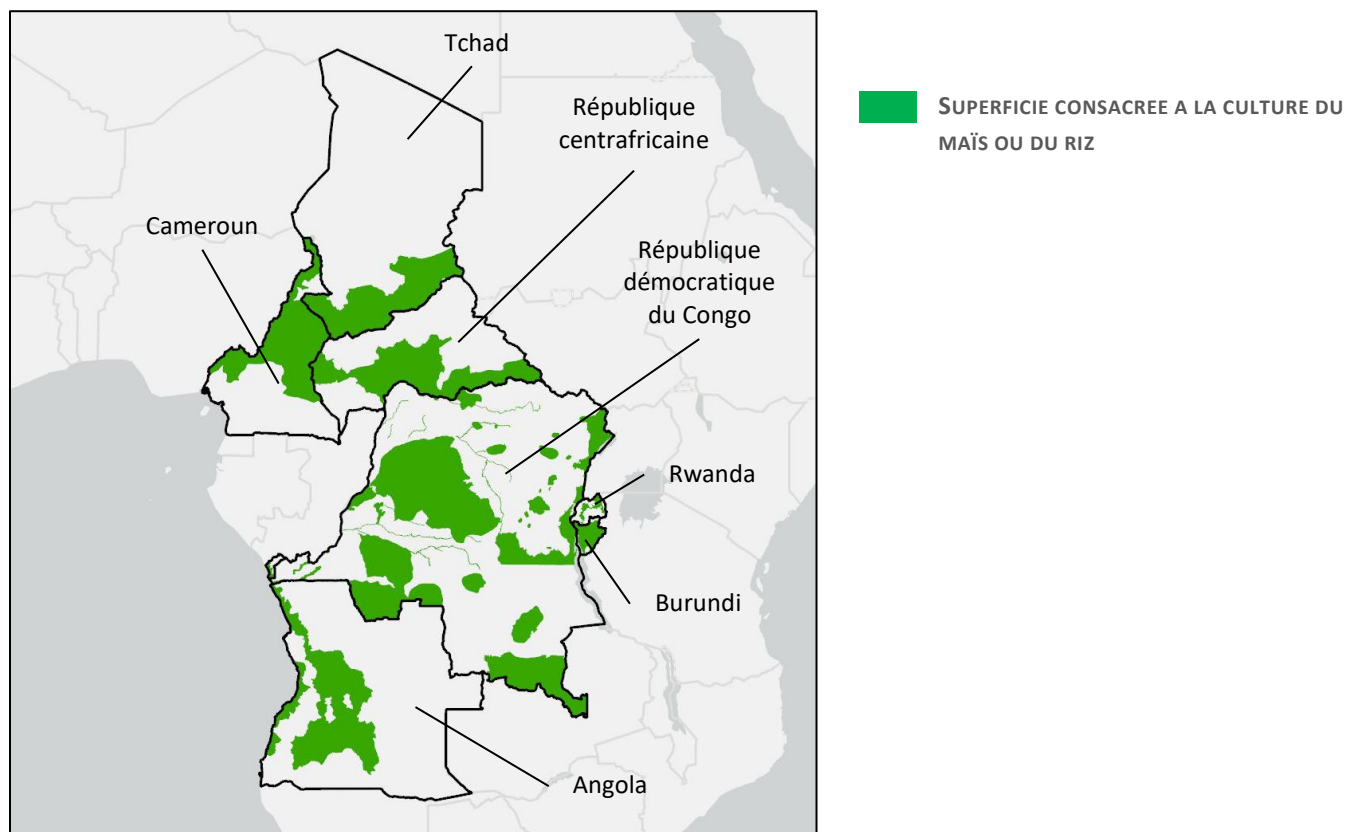 Tchad
République
centrafricaine
Cameroun
République
démocratique
du Congo
Rwanda
Burundi
Angola
SUPERFICIE CONSACREE A LA CULTURE DU
MAÏS OU DU RIZ